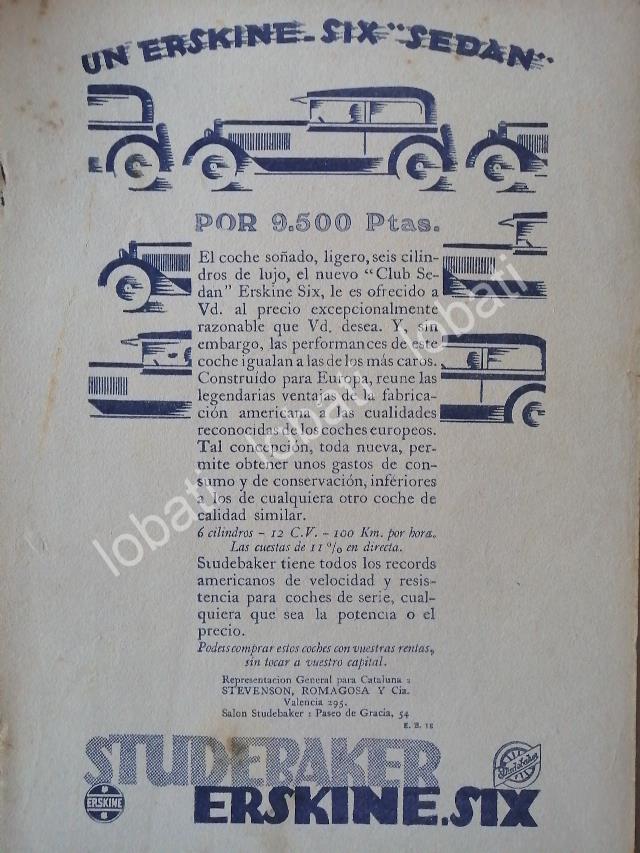 UN ERSKINE-SIX "SEDAN"
POR 9.500 Ptas.
El coche soñado, ligero, seis cilin-
dros de lujo, el nuevo "Club Se-
dan" Erskine Six, le es ofrecido a
Vd. al precio excepcionalmente
razonable que Vd. desea. Y, sin
embargo, las performances de este
coche igualan a las de los más caros.
Construído para Europa, reune las
legendarias ventajas de la fabrica-
ción americana a las cualidades
reconocidas de los coches europeos.
Tal concepción, toda nueva, per-
mite obtener unos gastos de con-
sumo y de conservación, inferiores
a los de cualquiera otro coche de
calidad similar.
6 cilindros - 12 C.V. - 100 Km. por hora.
Las cuestas de 11 % en directa.
Studebaker tiene todos los records
americanos de velocidad y resis-
tencia para coches de serie, cual-
quiera que sea la potencia o el
precio.
Podeis comprar estos coches con vuestras rentas,
sin tocar a vuestro capital.
Representacion General para Cataluna :
STEVENSON, ROMAGOSA Y Cia.
Valencia 295.
Salon Studebaker : Paseo de Gracia, 54
E. B. 15
STUDEBAKER
ERSKINE
ERSKINE.SIX
Studebaker
lobati lobati lobati lobati